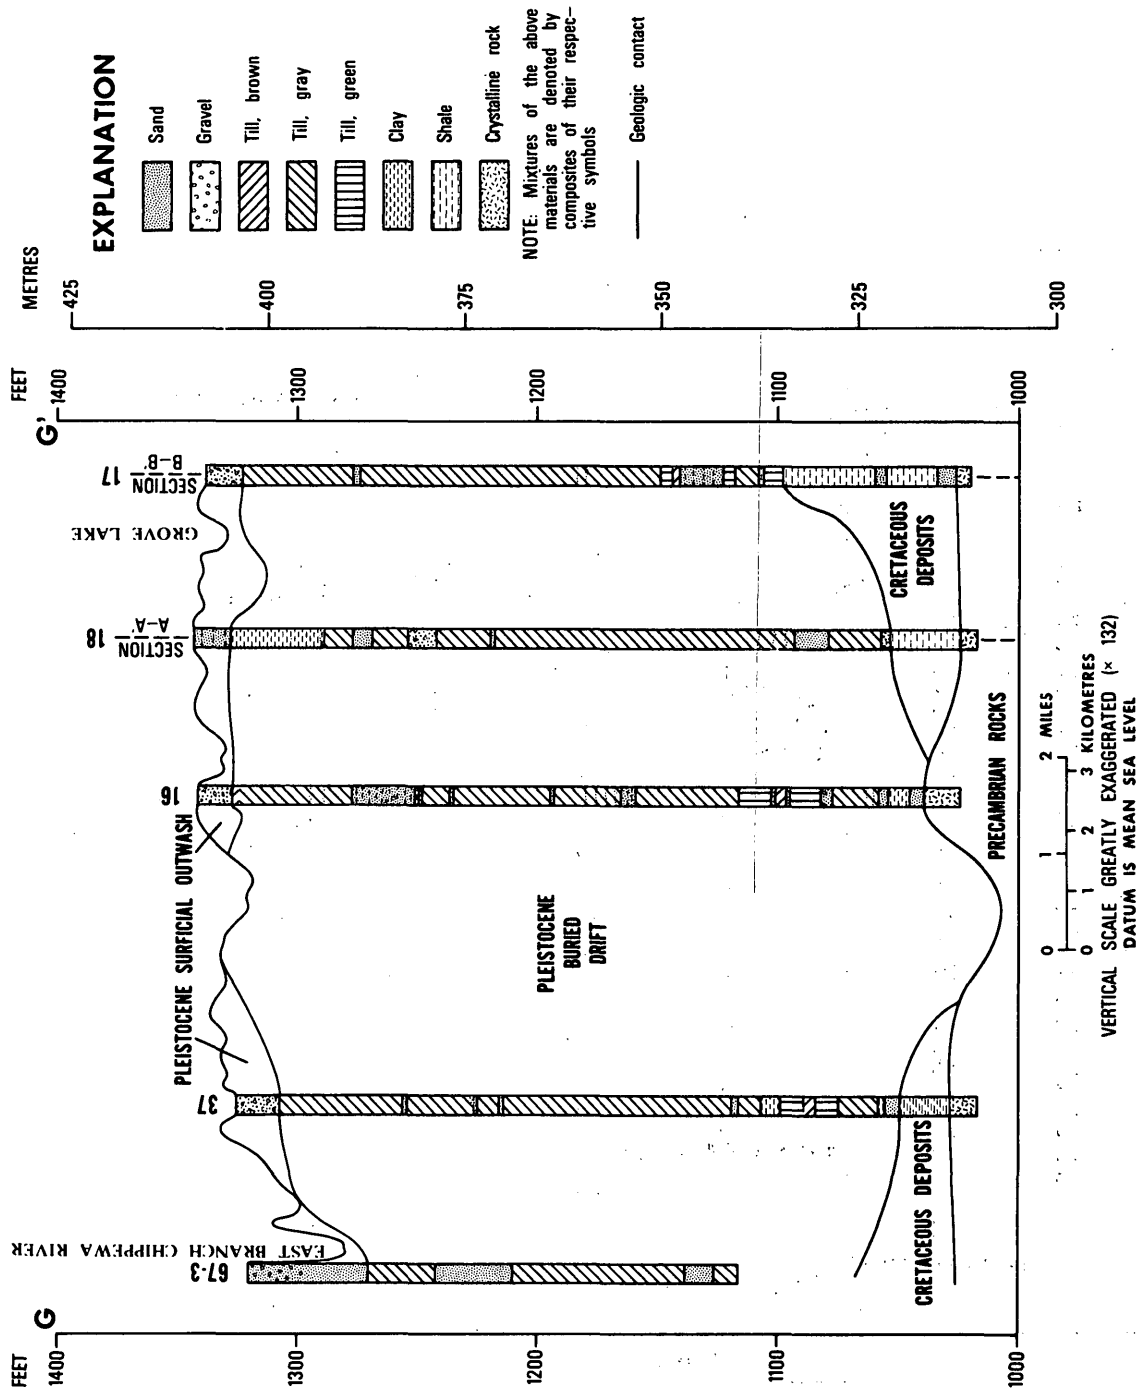 EXPLANATION
Sand
Gravel
Till, brown
Till, gray
Till, green
Clay
Shale
Crystalline rock
NOTE: Mixtures of the above
materials are denoted by
composites of their respec-
tive symbols
Geologic contact
METRES
425
400
375
350
325
300
FEET
1400
1300
1200
1100
1000
G'
17
SECTION
B-B'
GROVE LAKE
18
SECTION
A-A'
16
37
67-3
EAST BRANCH CHIPPEWA RIVER
PLEISTOCENE SURFICIAL OUTWASH
PLEISTOCENE
BURIED
DRIFT
CRETACEOUS
DEPOSITS
CRETACEOUS DEPOSITS
PRECAMBRIAN ROCKS
G
FEET
1400
1300
1200
1100
1000
0 1 2 MILES
0 1 2 3 KILOMETRES
VERTICAL SCALE GREATLY EXAGGERATED (× 132)
DATUM IS MEAN SEA LEVEL